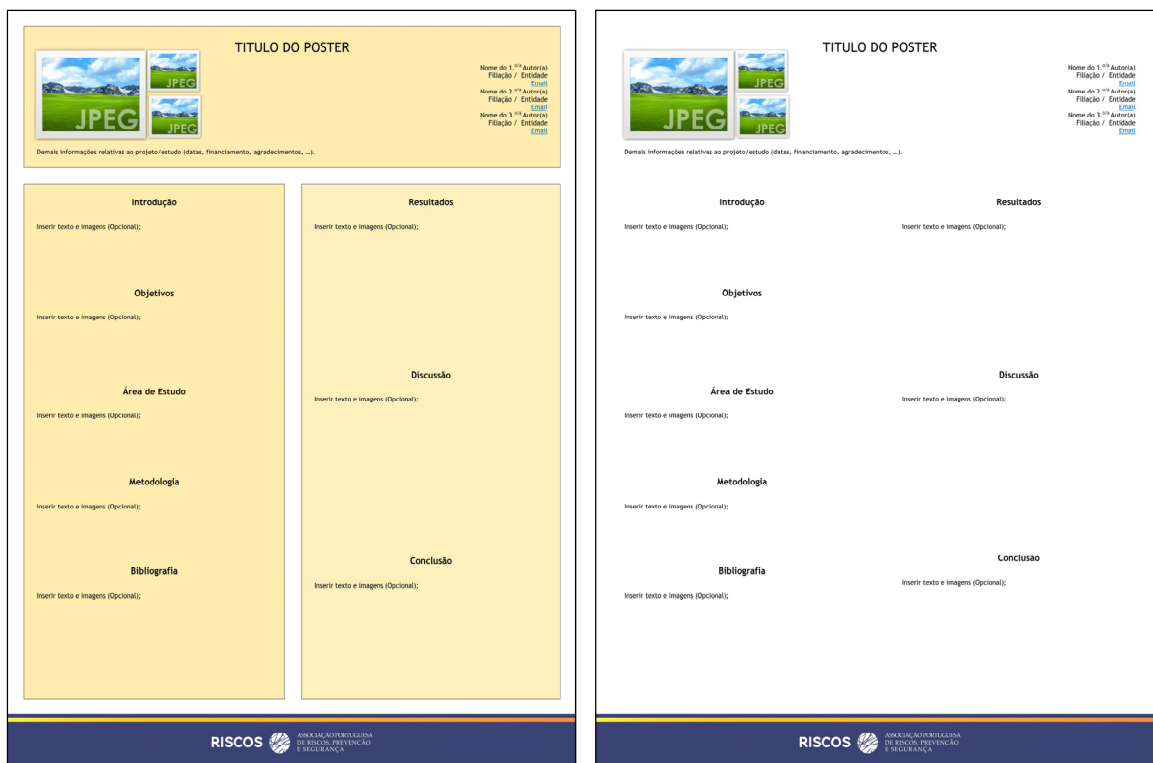 TITULO DO POSTER
JPEG
JPEG
JPEG
Nome do 1.º/ª Autor(a)
Filiação / Entidade
Email
Nome do 2.º/ª Autor(a)
Filiação / Entidade
Email
Nome do 3.º/ª Autor(a)
Filiação / Entidade
Email
Demais informações relativas ao projeto/estudo (datas, financiamento, agradecimentos, …).
Introdução
Inserir texto e imagens (Opcional);
Objetivos
Inserir texto e imagens (Opcional);
Área de Estudo
Inserir texto e imagens (Opcional);
Metodologia
Inserir texto e imagens (Opcional);
Bibliografia
Inserir texto e imagens (Opcional);
Resultados
Inserir texto e imagens (Opcional);
Discussão
Inserir texto e imagens (Opcional);
Conclusão
Inserir texto e imagens (Opcional);
RISCOS
ASSOCIAÇÃO PORTUGUESA
DE RISCOS, PREVENÇÃO
E SEGURANÇA
TITULO DO POSTER
JPEG
JPEG
JPEG
Nome do 1.º/ª Autor(a)
Filiação / Entidade
Email
Nome do 2.º/ª Autor(a)
Filiação / Entidade
Email
Nome do 3.º/ª Autor(a)
Filiação / Entidade
Email
Demais informações relativas ao projeto/estudo (datas, financiamento, agradecimentos, …).
Introdução
Inserir texto e imagens (Opcional);
Objetivos
Inserir texto e imagens (Opcional);
Área de Estudo
Inserir texto e imagens (Opcional);
Metodologia
Inserir texto e imagens (Opcional);
Bibliografia
Inserir texto e imagens (Opcional);
Resultados
Inserir texto e imagens (Opcional);
Discussão
Inserir texto e imagens (Opcional);
Conclusão
Inserir texto e imagens (Opcional);
RISCOS
ASSOCIAÇÃO PORTUGUESA
DE RISCOS, PREVENÇÃO
E SEGURANÇA